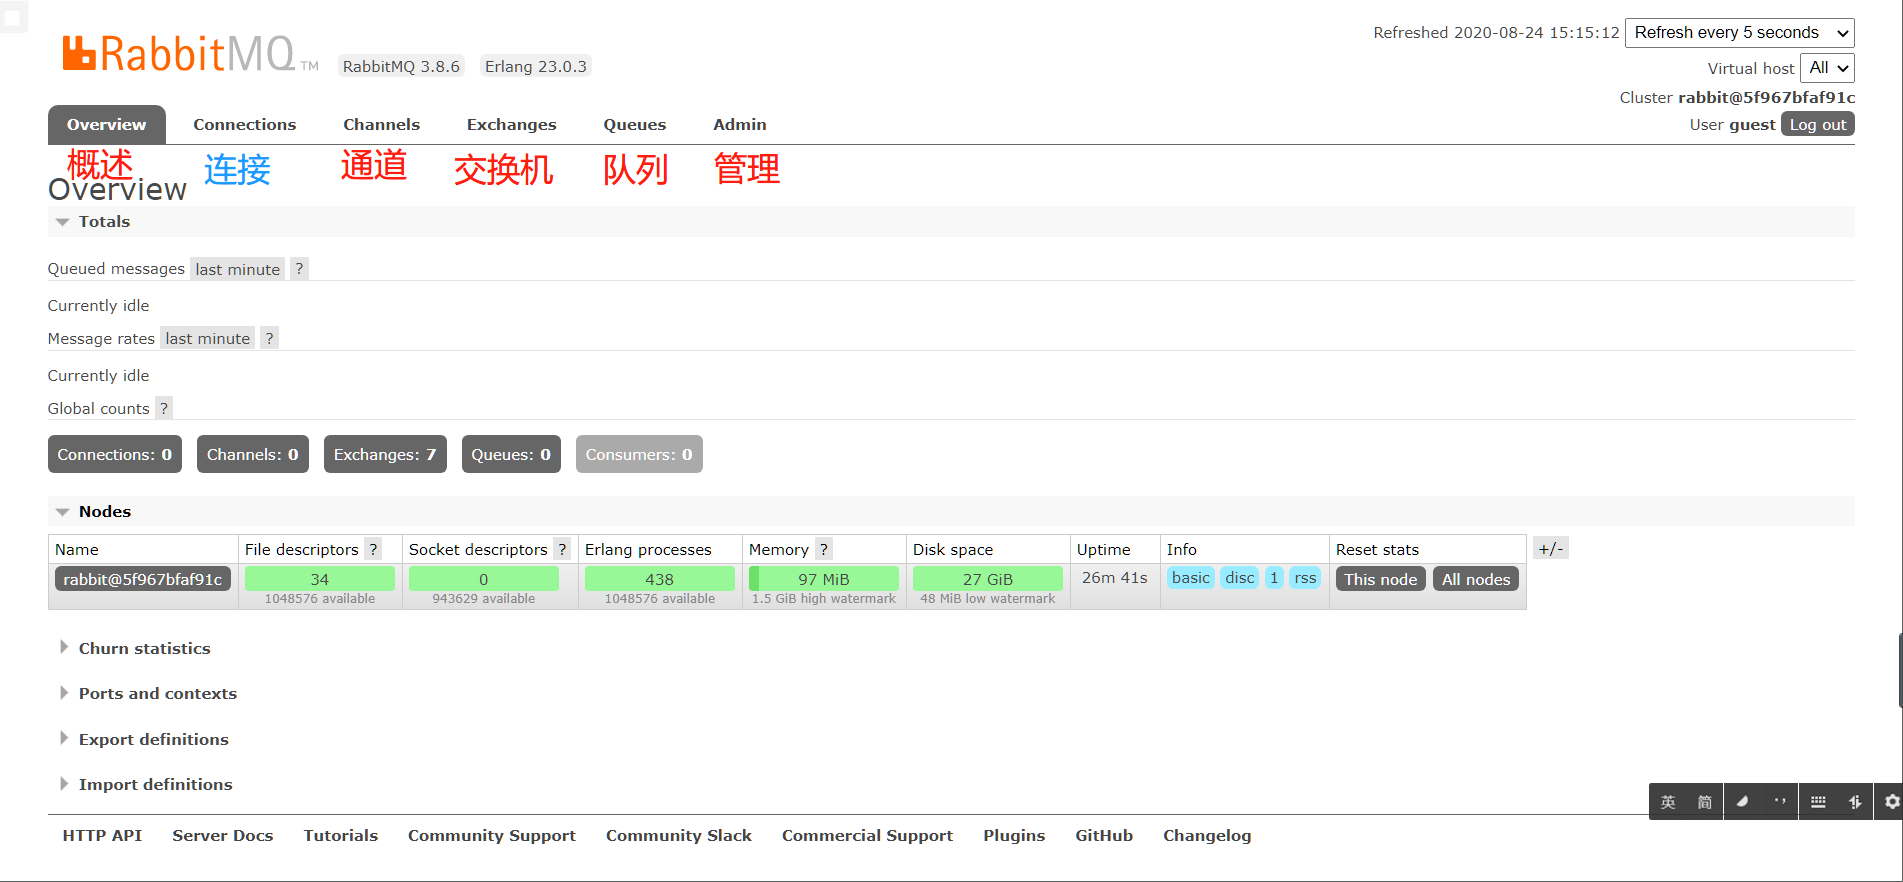 RabbitMQ TM RabbitMQ 3.8.6 Erlang 23.0.3
Refreshed 2020-08-24 15:15:12 Refresh every 5 seconds
Virtual host All
Cluster rabbit@5f967bfaf91c
User guest Log out
Overview Connections Channels Exchanges Queues Admin
概述 连接 通道 交换机 队列 管理
Overview
Totals
Queued messages last minute ?
Currently idle
Message rates last minute ?
Currently idle
Global counts ?
Connections: 0 Channels: 0 Exchanges: 7 Queues: 0 Consumers: 0
Nodes
Name File descriptors ? Socket descriptors ? Erlang processes Memory ? Disk space Uptime Info Reset stats +/-
rabbit@5f967bfaf91c 34 0 438 97 MiB 27 GiB 26m 41s basic disc 1 rss This node All nodes
1048576 available 943629 available 1048576 available 1.5 GiB high watermark 48 MiB low watermark
Churn statistics
Ports and contexts
Export definitions
Import definitions
英 简
HTTP API Server Docs Tutorials Community Support Community Slack Commercial Support Plugins GitHub Changelog